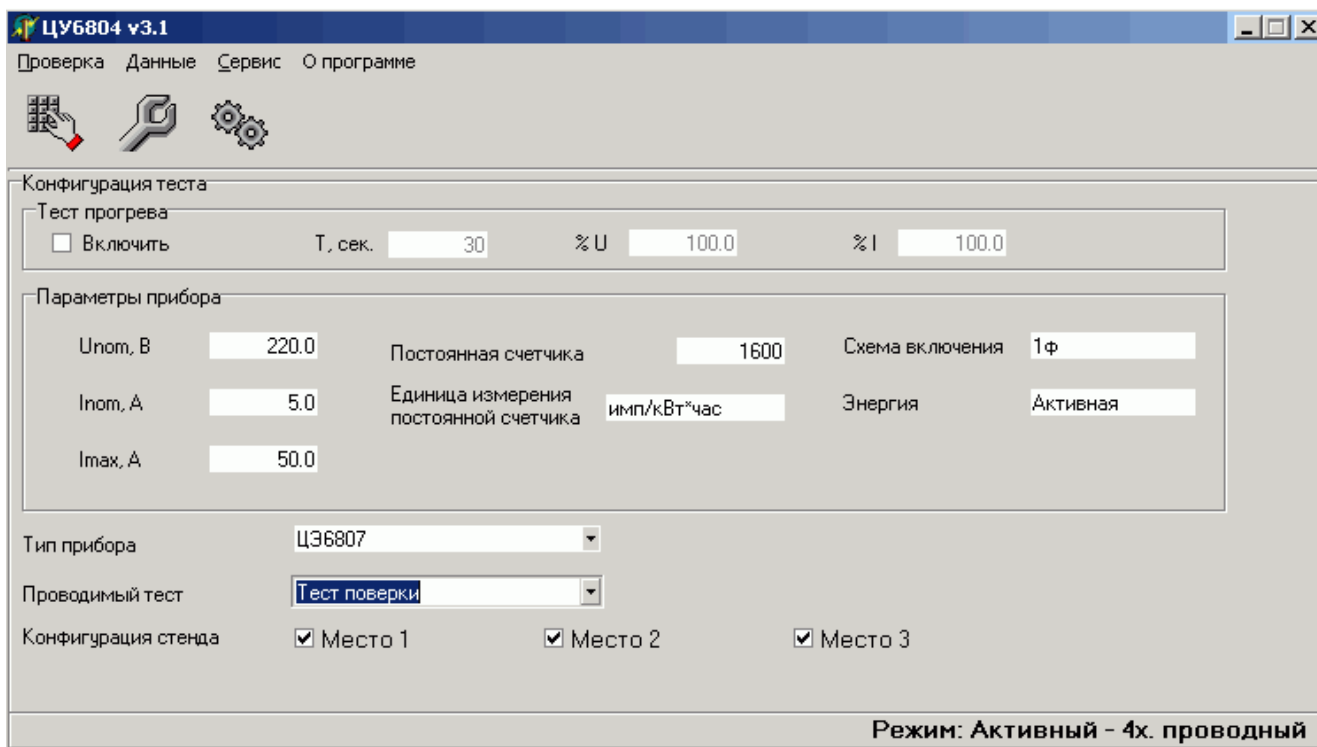 ЦУ6804 v3.1
Проверка Данные Сервис О программе
Конфигурация теста
Тест прогрева
Включить Т, сек. 30 % U 100.0 % I 100.0
Параметры прибора
Unom, В 220.0 Постоянная счетчика 1600 Схема включения 1ф
Inom, А 5.0 Единица измерения постоянной счетчика имп/кВт*час Энергия Активная
Imax, А 50.0
Тип прибора ЦЭ6807
Проводимый тест Тест поверки
Конфигурация стенда Место 1 Место 2 Место 3
Режим: Активный - 4х. проводный